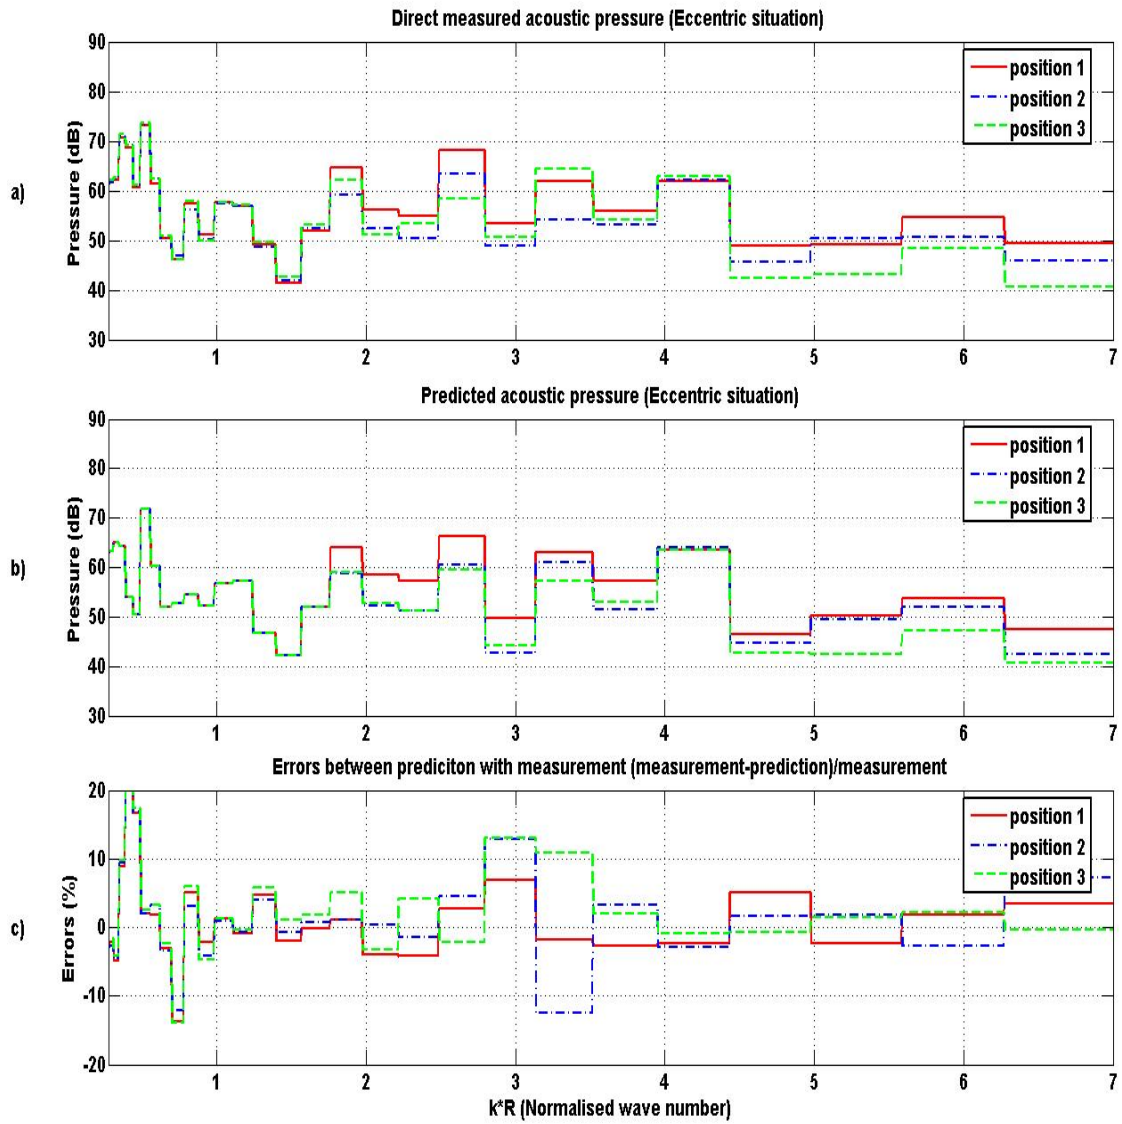 Direct measured acoustic pressure (Eccentric situation)
90
80
70
60
50
40
30
Pressure (dB)
a)
position 1
position 2
position 3
1 2 3 4 5 6 7
Predicted acoustic pressure (Eccentric situation)
90
80
70
60
50
40
30
Pressure (dB)
b)
position 1
position 2
position 3
1 2 3 4 5 6 7
Errors between prediciton with measurement (measurement-prediction)/measurement
20
10
0
-10
-20
Errors (%)
c)
position 1
position 2
position 3
1 2 3 4 5 6 7
k*R (Normalised wave number)